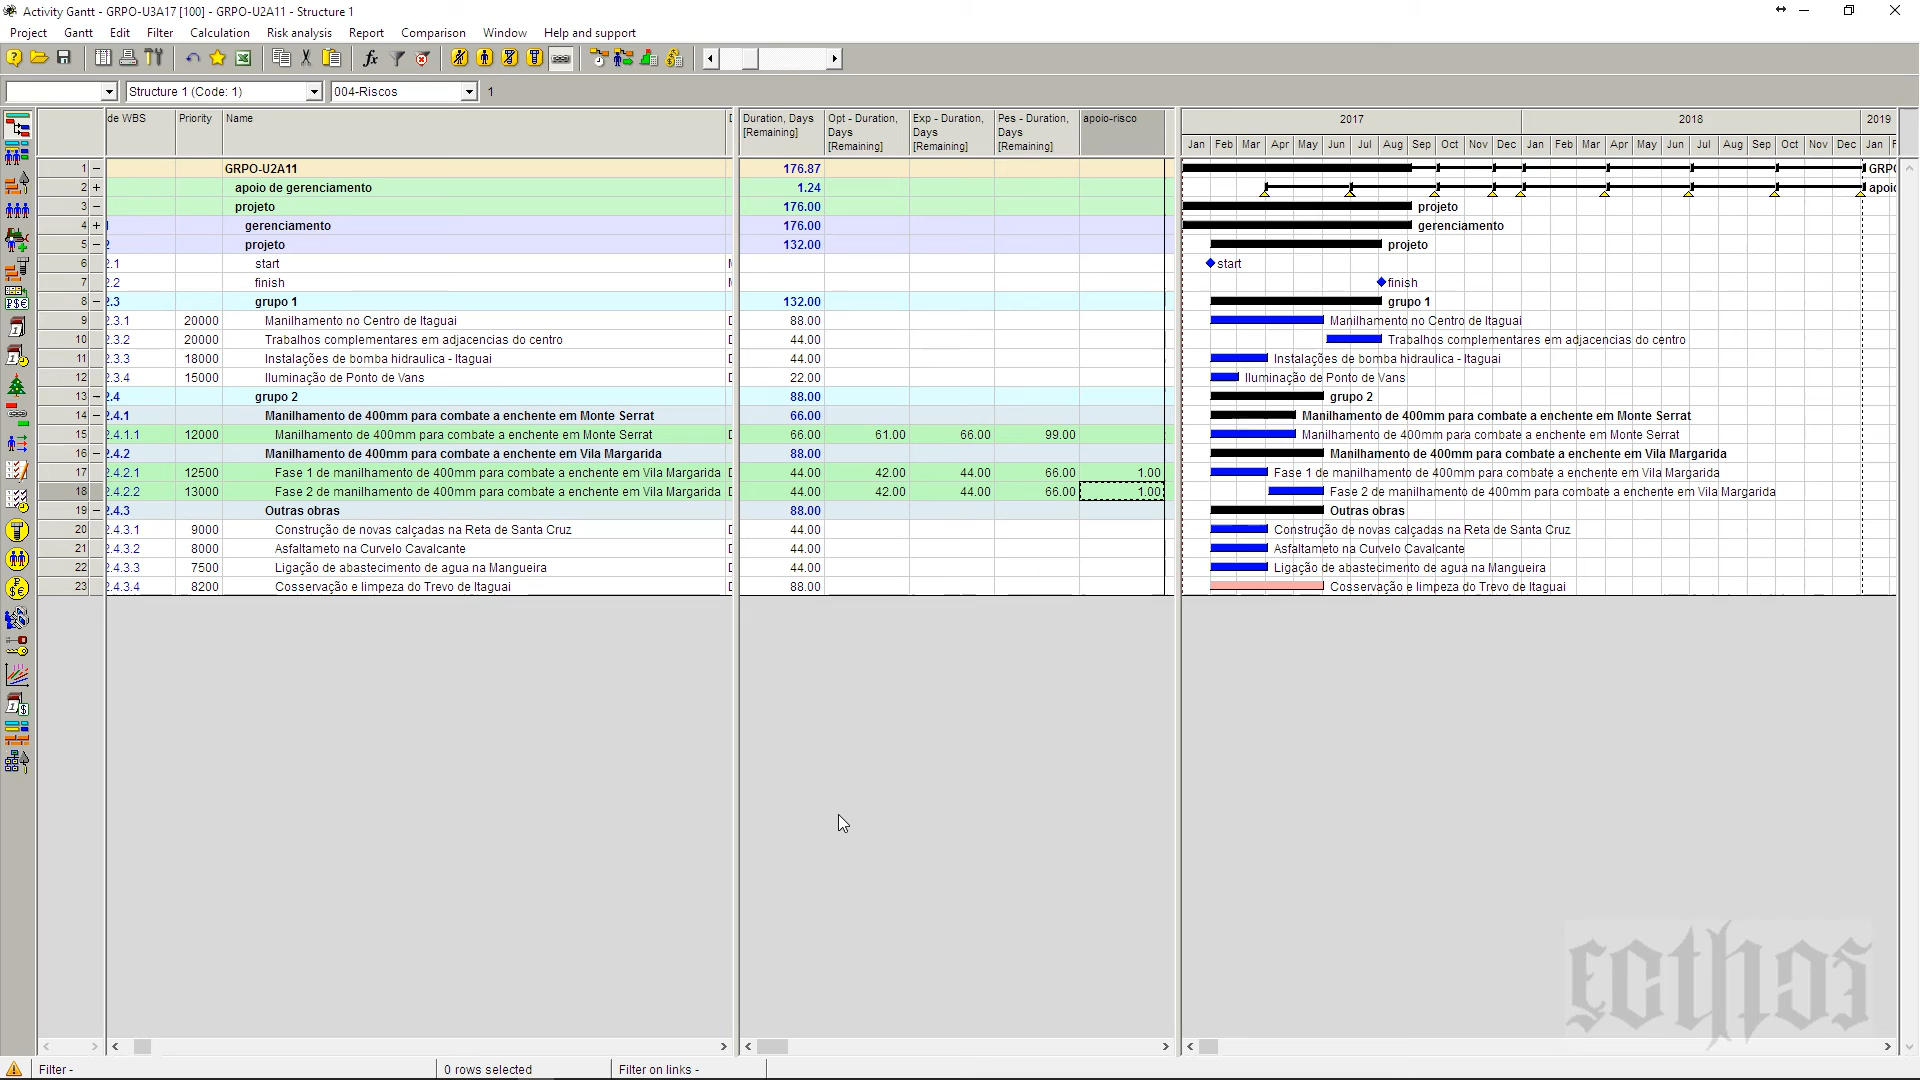 Activity Gantt - GRPO-U3A17 [100] - GRPO-U2A11 - Structure 1
Project Gantt Edit Filter Calculation Risk analysis Report Comparison Window Help and support
Structure 1 (Code: 1) 004-Riscos 1
de WBS Priority Name Duration, Days [Remaining] Opt - Duration, Days [Remaining] Exp - Duration, Days [Remaining] Pes - Duration, Days [Remaining] apoio-risco
2017 2018 2019
Jan Feb Mar Apr May Jun Jul Aug Sep Oct Nov Dec Jan Feb Mar Apr May Jun Jul Aug Sep Oct Nov Dec Jan
1 GRPO-U2A11 176.87 GRPO
2 apoio de gerenciamento 1.24 apoio
3 projeto 176.00 projeto
4 gerenciamento 176.00 gerenciamento
5 projeto 132.00 projeto
6 2.1 start start
7 2.2 finish finish
8 2.3 grupo 1 132.00 grupo 1
9 2.3.1 20000 Manilhamento no Centro de Itaguai 88.00 Manilhamento no Centro de Itaguai
10 2.3.2 20000 Trabalhos complementares em adjacencias do centro 44.00 Trabalhos complementares em adjacencias do centro
11 2.3.3 18000 Instalações de bomba hidraulica - Itaguai 44.00 Instalações de bomba hidraulica - Itaguai
12 2.3.4 15000 Iluminação de Ponto de Vans 22.00 Iluminação de Ponto de Vans
13 2.4 grupo 2 88.00 grupo 2
14 2.4.1 Manilhamento de 400mm para combate a enchente em Monte Serrat 66.00 Manilhamento de 400mm para combate a enchente em Monte Serrat
15 2.4.1.1 12000 Manilhamento de 400mm para combate a enchente em Monte Serrat 66.00 61.00 66.00 99.00 Manilhamento de 400mm para combate a enchente em Monte Serrat
16 2.4.2 Manilhamento de 400mm para combate a enchente em Vila Margarida 88.00 Manilhamento de 400mm para combate a enchente em Vila Margarida
17 2.4.2.1 12500 Fase 1 de manilhamento de 400mm para combate a enchente em Vila Margarida 44.00 42.00 44.00 66.00 1.00 Fase 1 de manilhamento de 400mm para combate a enchente em Vila Margarida
18 2.4.2.2 13000 Fase 2 de manilhamento de 400mm para combate a enchente em Vila Margarida 44.00 42.00 44.00 66.00 1.00 Fase 2 de manilhamento de 400mm para combate a enchente em Vila Margarida
19 2.4.3 Outras obras 88.00 Outras obras
20 2.4.3.1 9000 Construção de novas calçadas na Reta de Santa Cruz 44.00 Construção de novas calçadas na Reta de Santa Cruz
21 2.4.3.2 8000 Asfaltameto na Curvelo Cavalcante 44.00 Asfaltameto na Curvelo Cavalcante
22 2.4.3.3 7500 Ligação de abastecimento de agua na Mangueira 44.00 Ligação de abastecimento de agua na Mangueira
23 2.4.3.4 8200 Cosservação e limpeza do Trevo de Itaguai 88.00 Cosservação e limpeza do Trevo de Itaguai
Filter - 0 rows selected Filter on links -